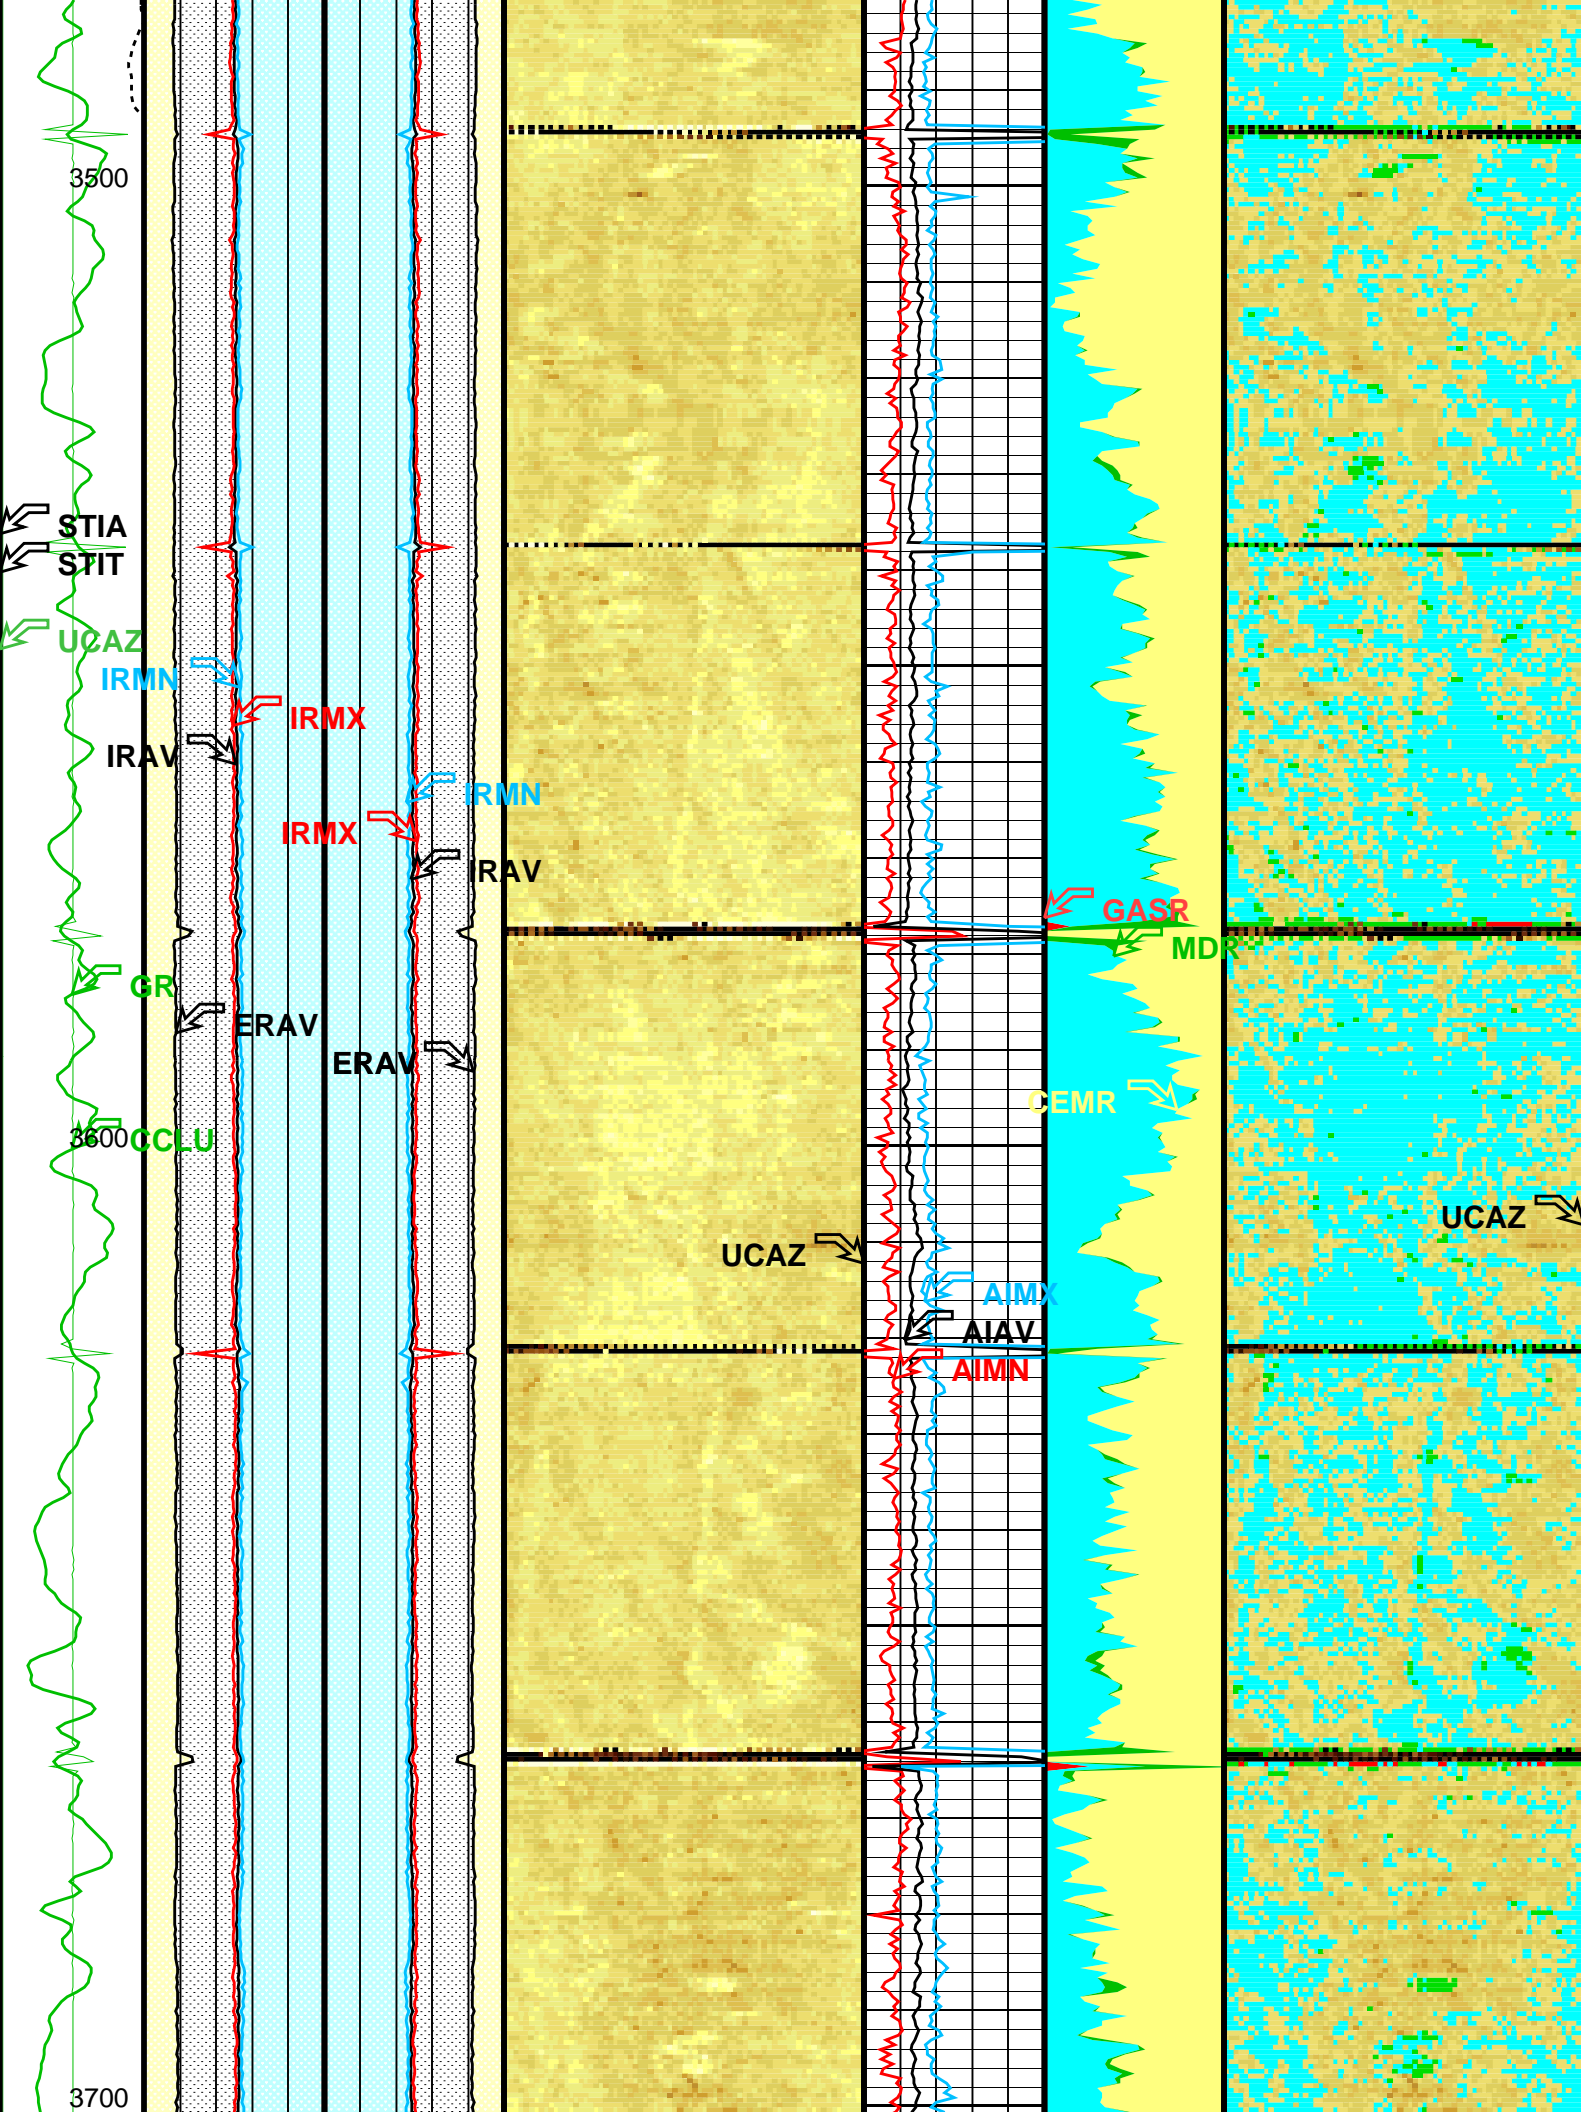 3500
STIA
STIT
UCAZ
IRMN
IRMX
IRAV
IRMN
IRMX
IRAV
GASR
MDR
GR
ERAV
ERAV
CEMR
3600 CCLU
UCAZ
UCAZ
AIMX
AIAV
AIMN
3700